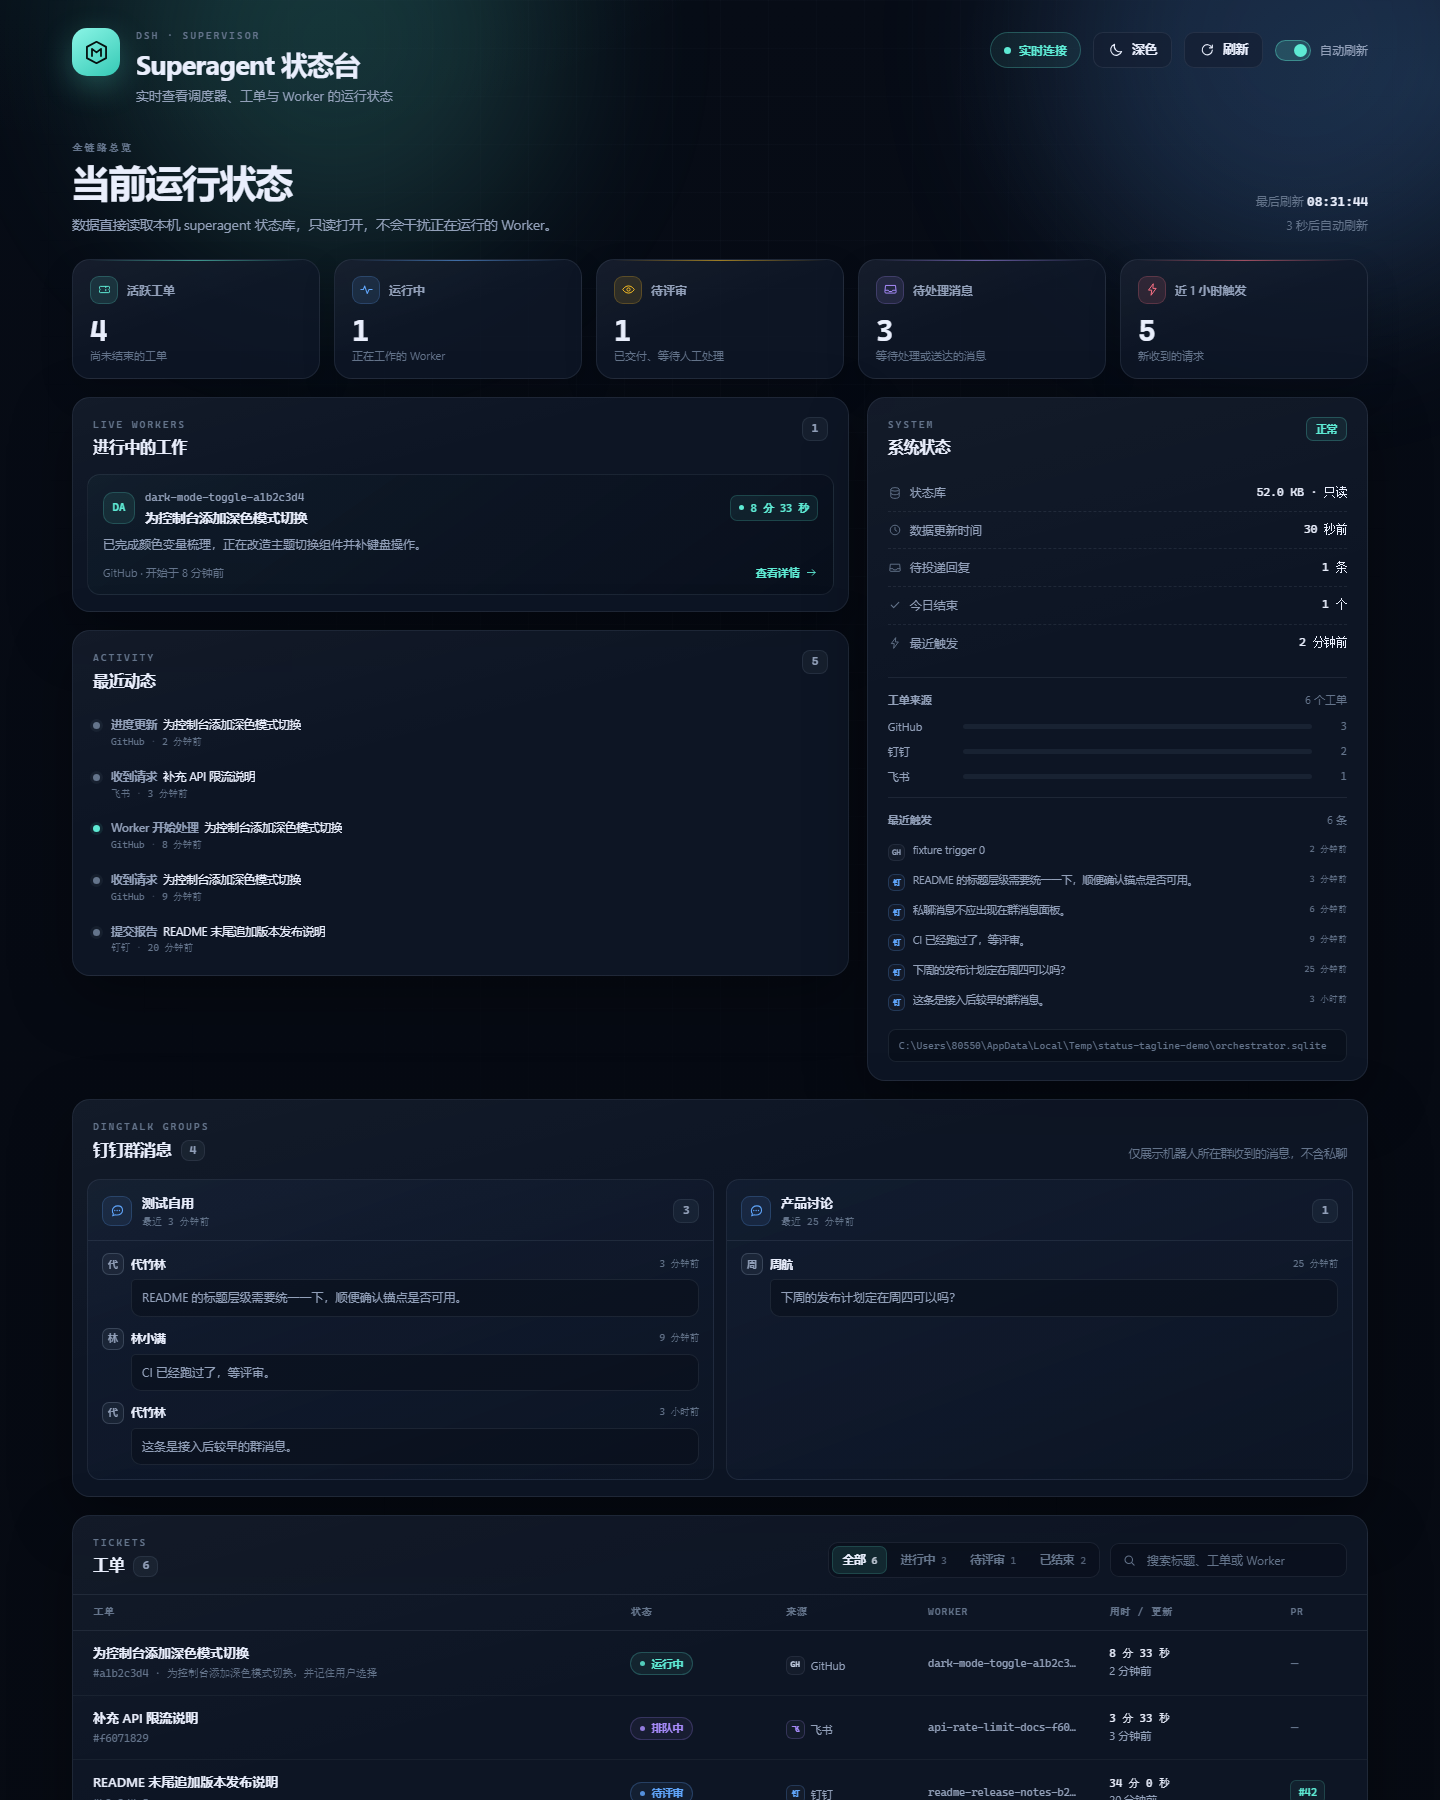 DSH · SUPERVISOR
Superagent 状态台
实时查看调度器、工单与 Worker 的运行状态
实时连接
深色
刷新
自动刷新
全链路总览
当前运行状态
数据直接读取本机 superagent 状态库，只读打开，不会干扰正在运行的 Worker。
最后刷新 08:31:44
3 秒后自动刷新
活跃工单
4
尚未结束的工单
运行中
1
正在工作的 Worker
待评审
1
已交付、等待人工处理
待处理消息
3
等待处理或送达的消息
近 1 小时触发
5
新收到的请求
LIVE WORKERS
进行中的工作
1
DA
dark-mode-toggle-a1b2c3d4
为控制台添加深色模式切换
8 分 33 秒
已完成颜色变量梳理，正在改造主题切换组件并补键盘操作。
GitHub · 开始于 8 分钟前
查看详情 →
ACTIVITY
最近动态
5
进度更新 为控制台添加深色模式切换
GitHub · 2 分钟前
收到请求 补充 API 限流说明
飞书 · 3 分钟前
Worker 开始处理 为控制台添加深色模式切换
GitHub · 8 分钟前
收到请求 为控制台添加深色模式切换
GitHub · 9 分钟前
提交报告 README 末尾追加版本发布说明
钉钉 · 20 分钟前
SYSTEM
系统状态
正常
状态库
52.0 KB · 只读
数据更新时间
30 秒前
待投递回复
1 条
今日结束
1 个
最近触发
2 分钟前
工单来源
6 个工单
GitHub
3
钉钉
2
飞书
1
最近触发
6 条
GH
fixture trigger 0
2 分钟前
钉
README 的标题层级需要统一一下，顺便确认锚点是否可用。
3 分钟前
钉
私聊消息不应出现在群消息面板。
6 分钟前
钉
CI 已经跑过了，等评审。
9 分钟前
钉
下周的发布计划定在周四可以吗？
25 分钟前
钉
这条是接入后较早的群消息。
3 小时前
C:\Users\80550\AppData\Local\Temp\status-tagline-demo\orchestrator.sqlite
DINGTALK GROUPS
钉钉群消息 4
仅展示机器人所在群收到的消息，不含私聊
测试自用
最近 3 分钟前
3
代
代竹林
3 分钟前
README 的标题层级需要统一一下，顺便确认锚点是否可用。
林
林小满
9 分钟前
CI 已经跑过了，等评审。
代
代竹林
3 小时前
这条是接入后较早的群消息。
产品讨论
最近 25 分钟前
1
周
周航
25 分钟前
下周的发布计划定在周四可以吗？
TICKETS
工单 6
全部 6
进行中 3
待评审 1
已结束 2
搜索标题、工单或 Worker
工单
状态
来源
WORKER
用时 / 更新
PR
为控制台添加深色模式切换
#a1b2c3d4 · 为控制台添加深色模式切换，并记住用户选择
运行中
GH GitHub
dark-mode-toggle-a1b2c3…
8 分 33 秒
2 分钟前
—
补充 API 限流说明
#f6071829
排队中
飞 飞书
api-rate-limit-docs-f60…
3 分 33 秒
3 分钟前
—
README 末尾追加版本发布说明
待评审
钉 钉钉
readme-release-notes-b2…
34 分 0 秒
20 分钟前
#42